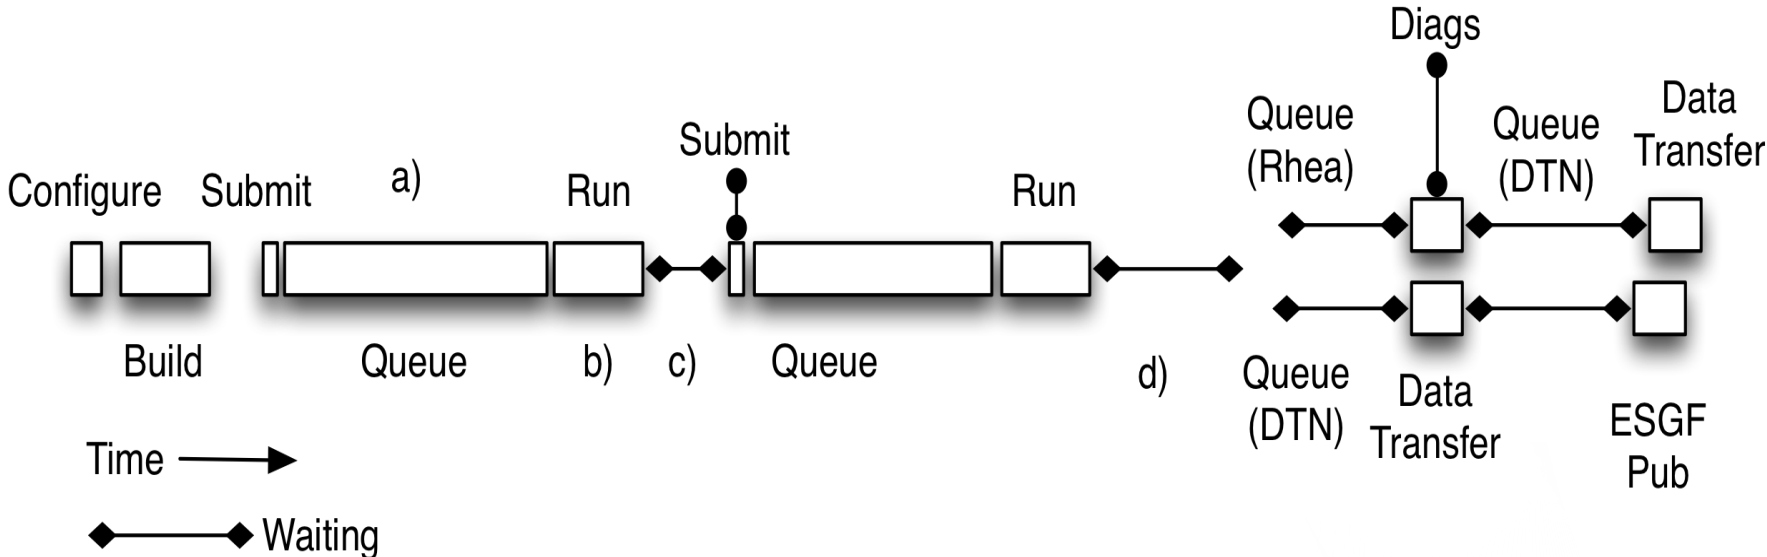 Diags
Queue
(Rhea)
Queue
(DTN)
Data
Transfer
Submit
Configure
Submit
a)
Run
Run
Build
Queue
b)
c)
Queue
d)
Queue
(DTN)
Data
Transfer
ESGF
Pub
Time
Waiting